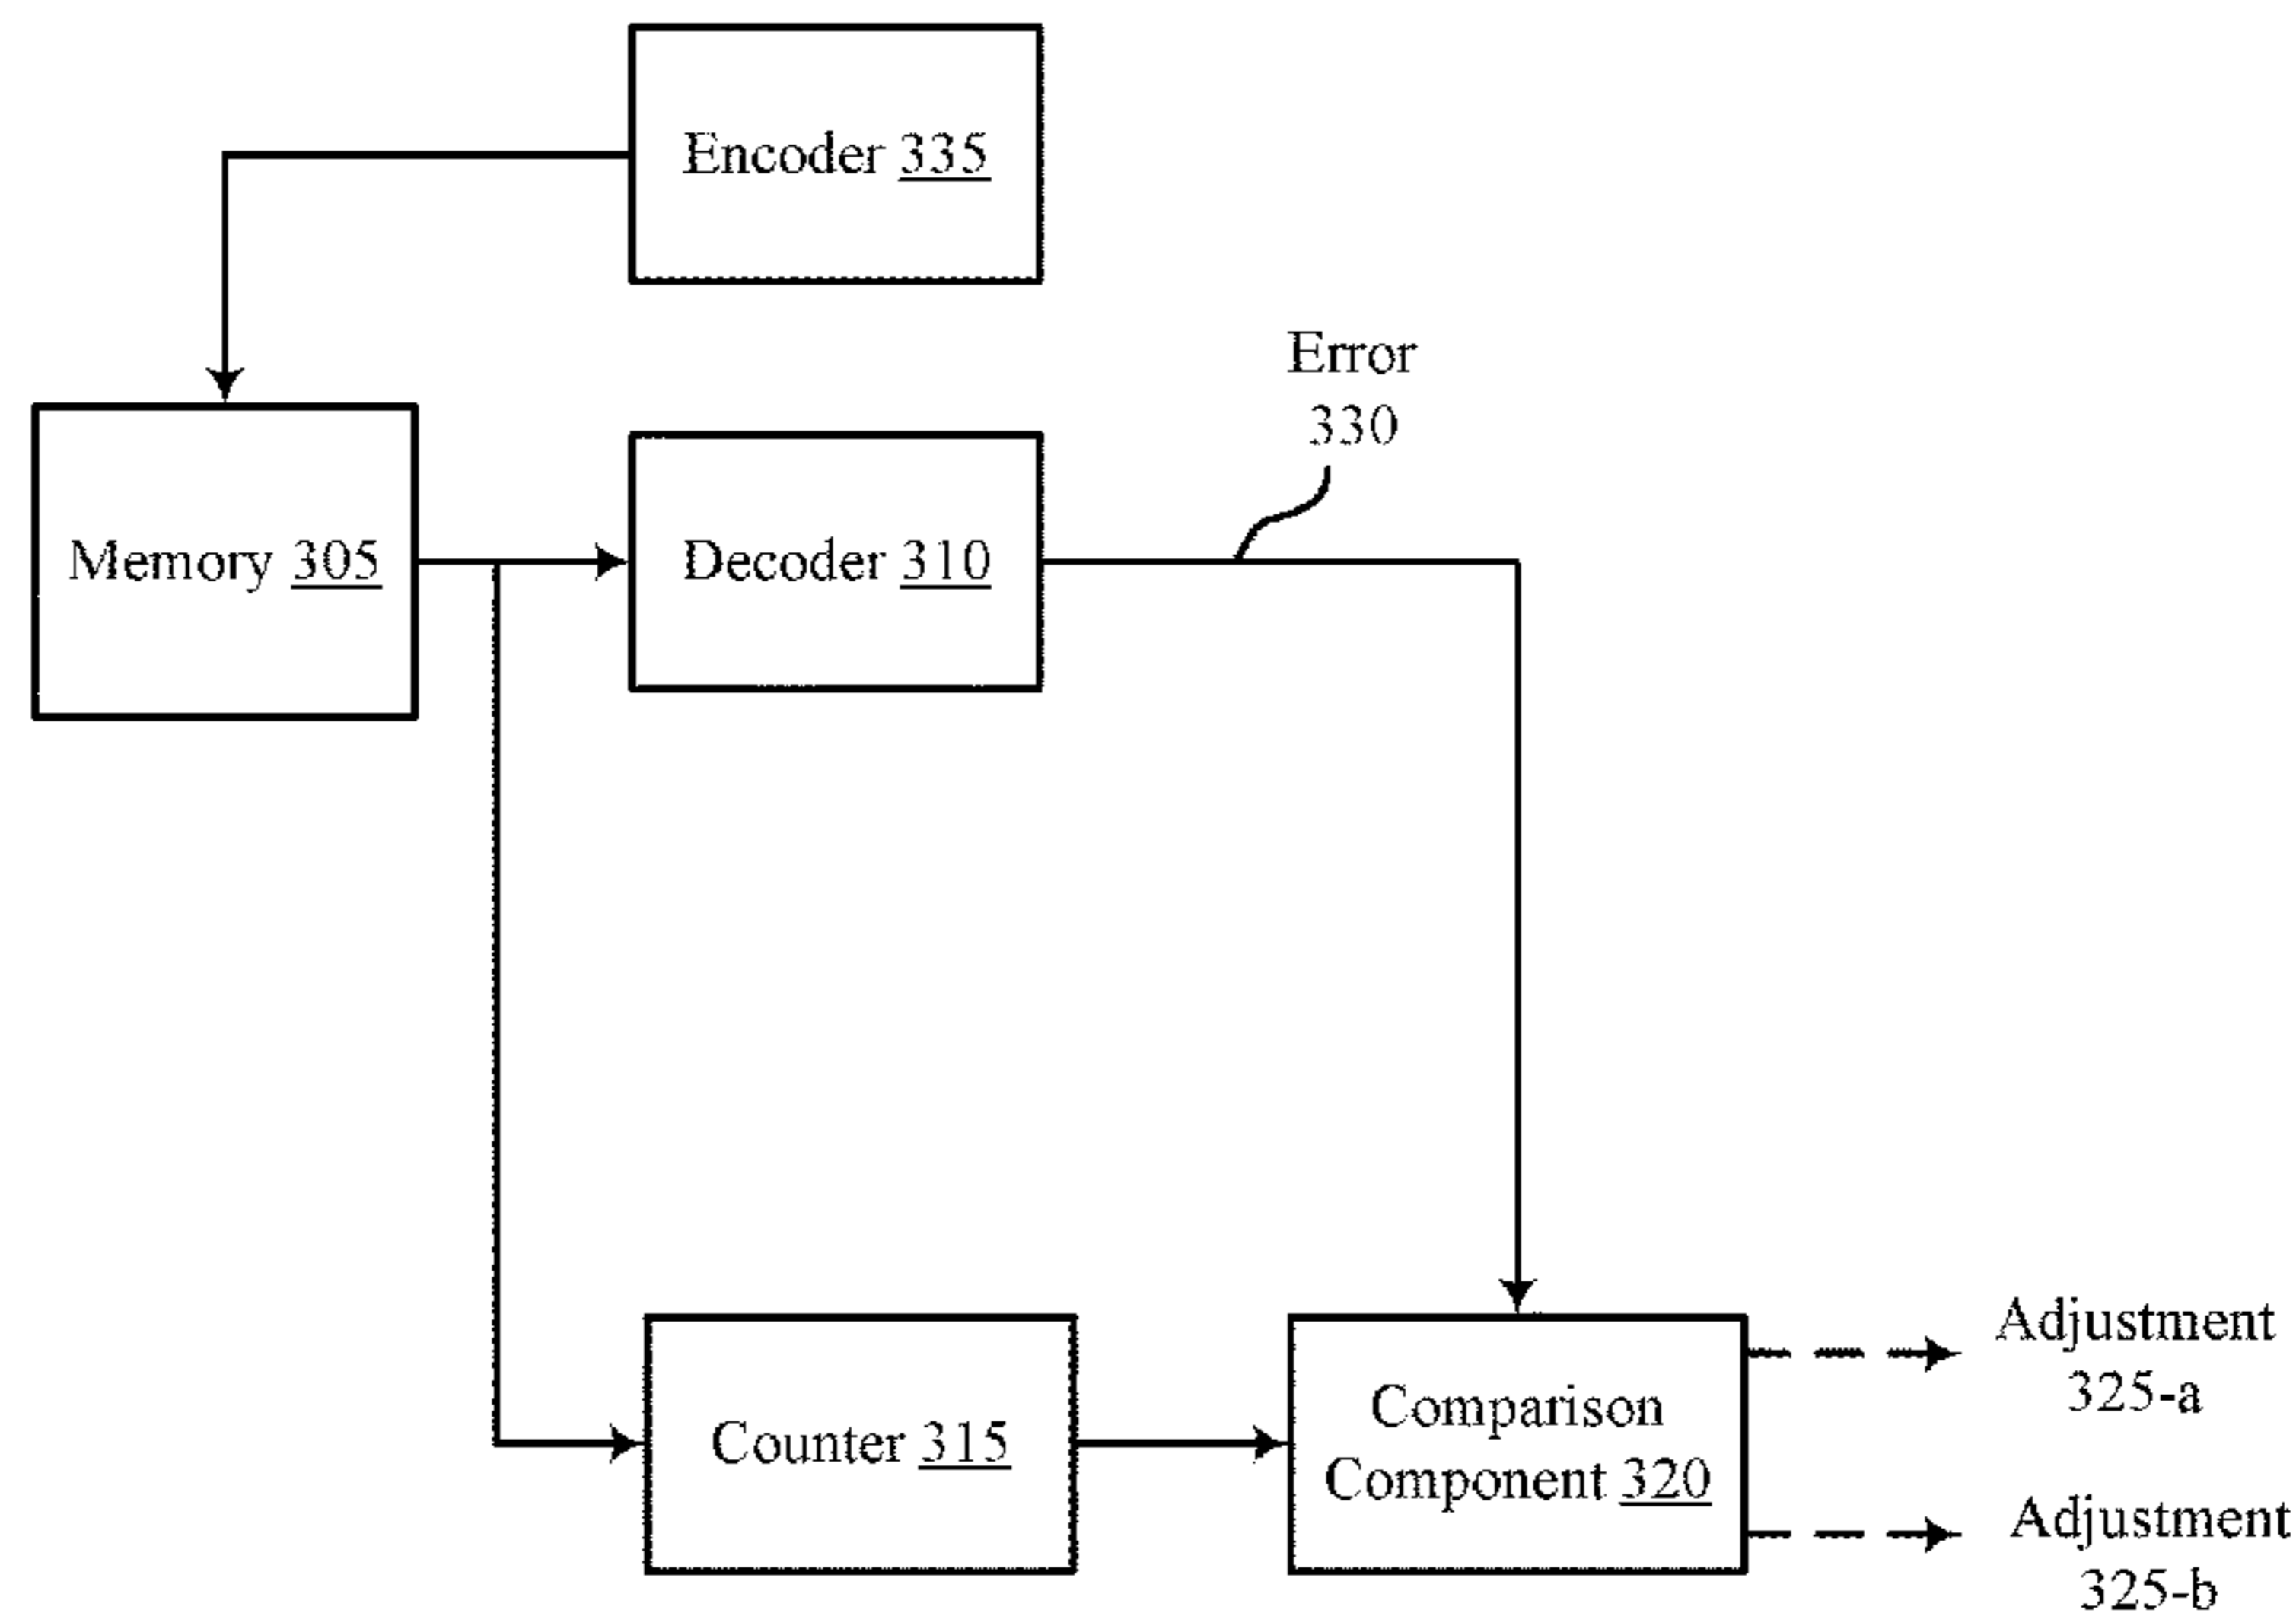 Encoder 335
Error
330
Memory 305
Decoder 310
Counter 315
Comparison
Component 320
Adjustment
325-a
Adjustment
325-b